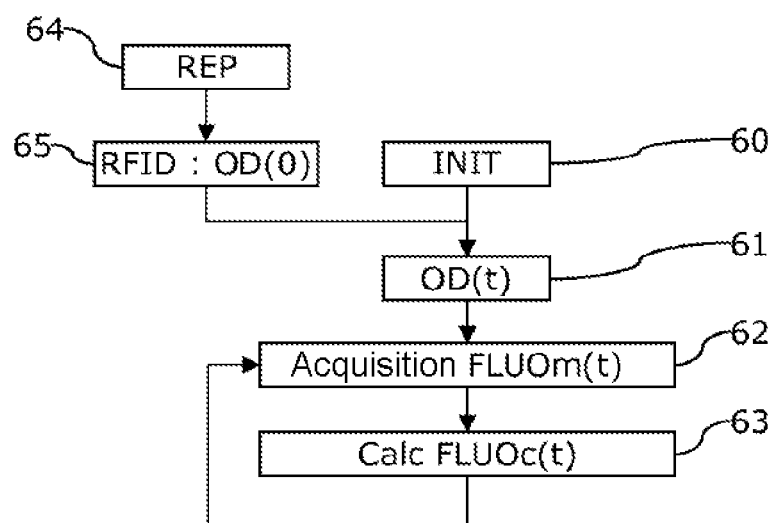 64
REP
65
RFID : OD(0)
INIT
60
OD(t)
61
Acquisition FLUOm(t)
62
Calc FLUOc(t)
63